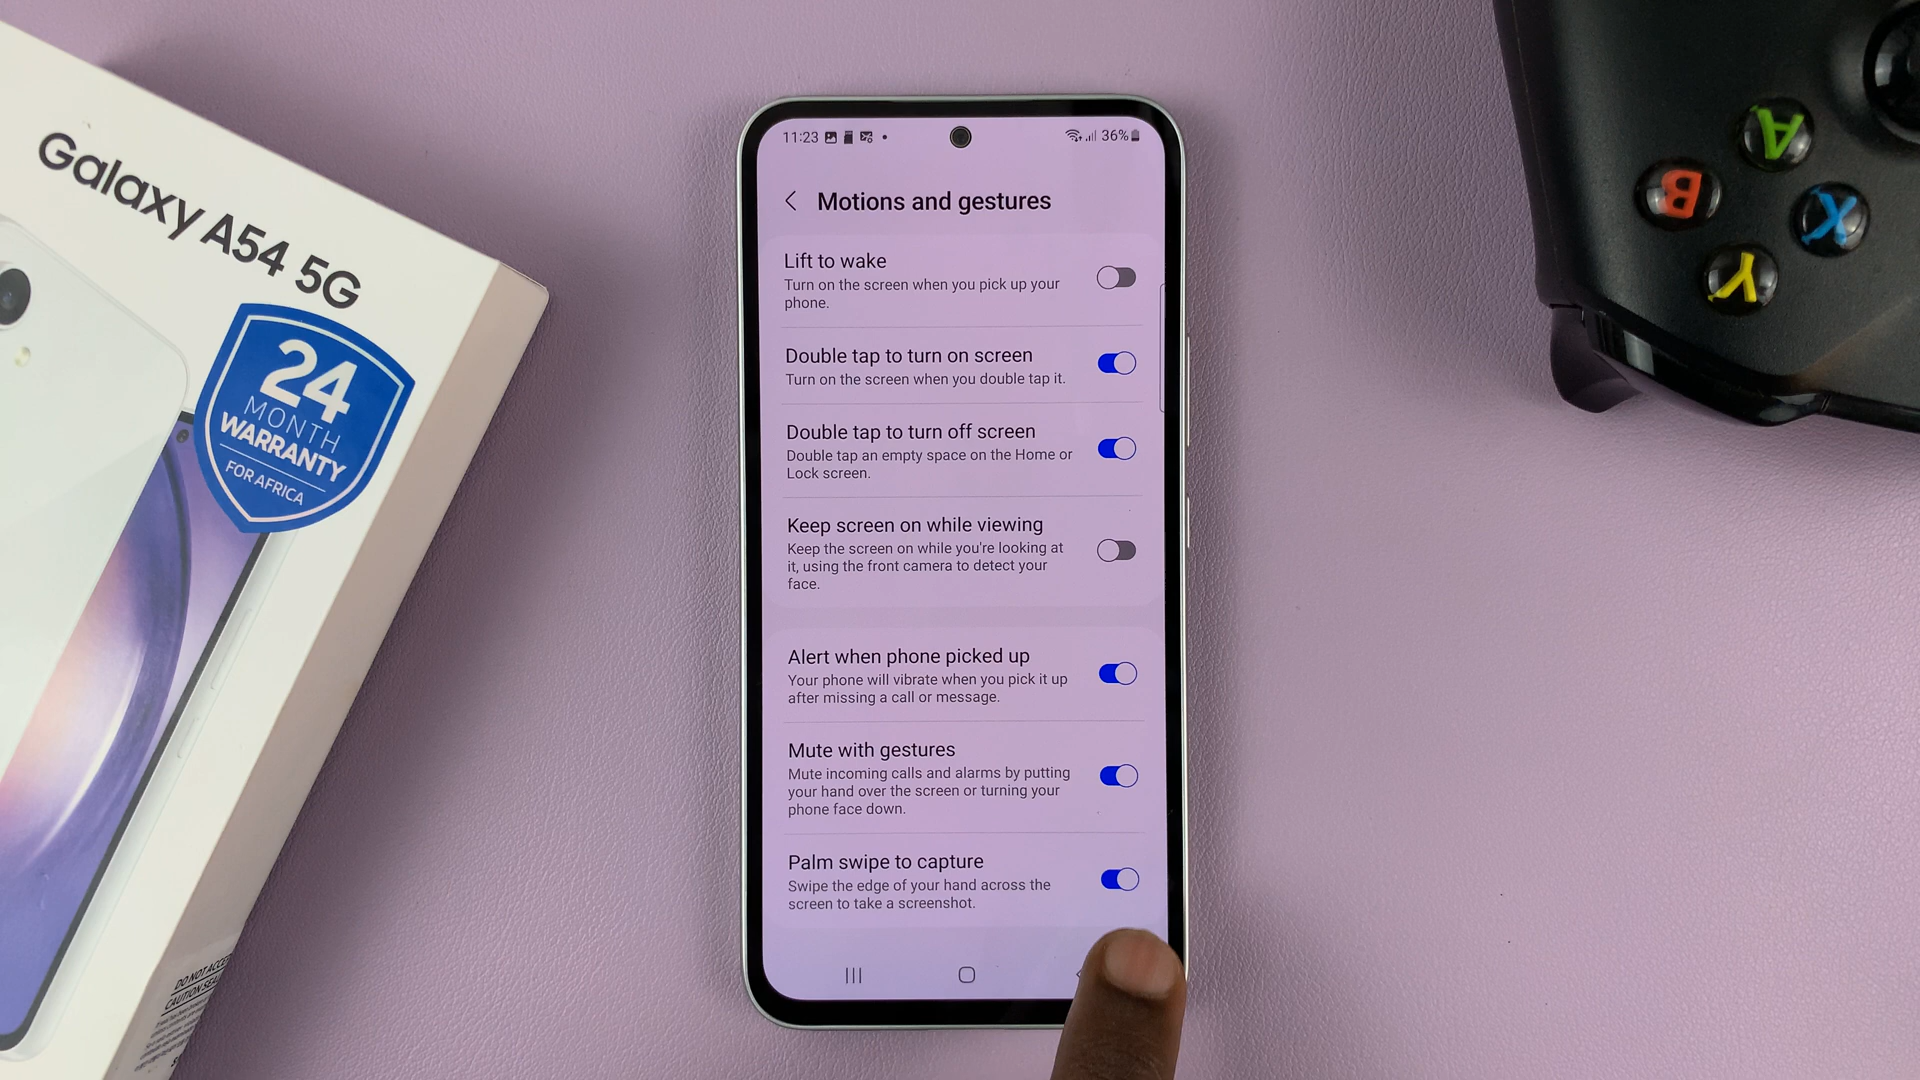 Galaxy A54 5G
24
MONTH
WARRANTY
FOR AFRICA
DO NOT ACCEPT
CAUTION SEAL
11:23
36%
Motions and gestures
Lift to wake
Turn on the screen when you pick up your
phone.
Double tap to turn on screen
Turn on the screen when you double tap it.
Double tap to turn off screen
Double tap an empty space on the Home or
Lock screen.
Keep screen on while viewing
Keep the screen on while you're looking at
it, using the front camera to detect your
face.
Alert when phone picked up
Your phone will vibrate when you pick it up
after missing a call or message.
Mute with gestures
Mute incoming calls and alarms by putting
your hand over the screen or turning your
phone face down.
Palm swipe to capture
Swipe the edge of your hand across the
screen to take a screenshot.
A
B
X
Y